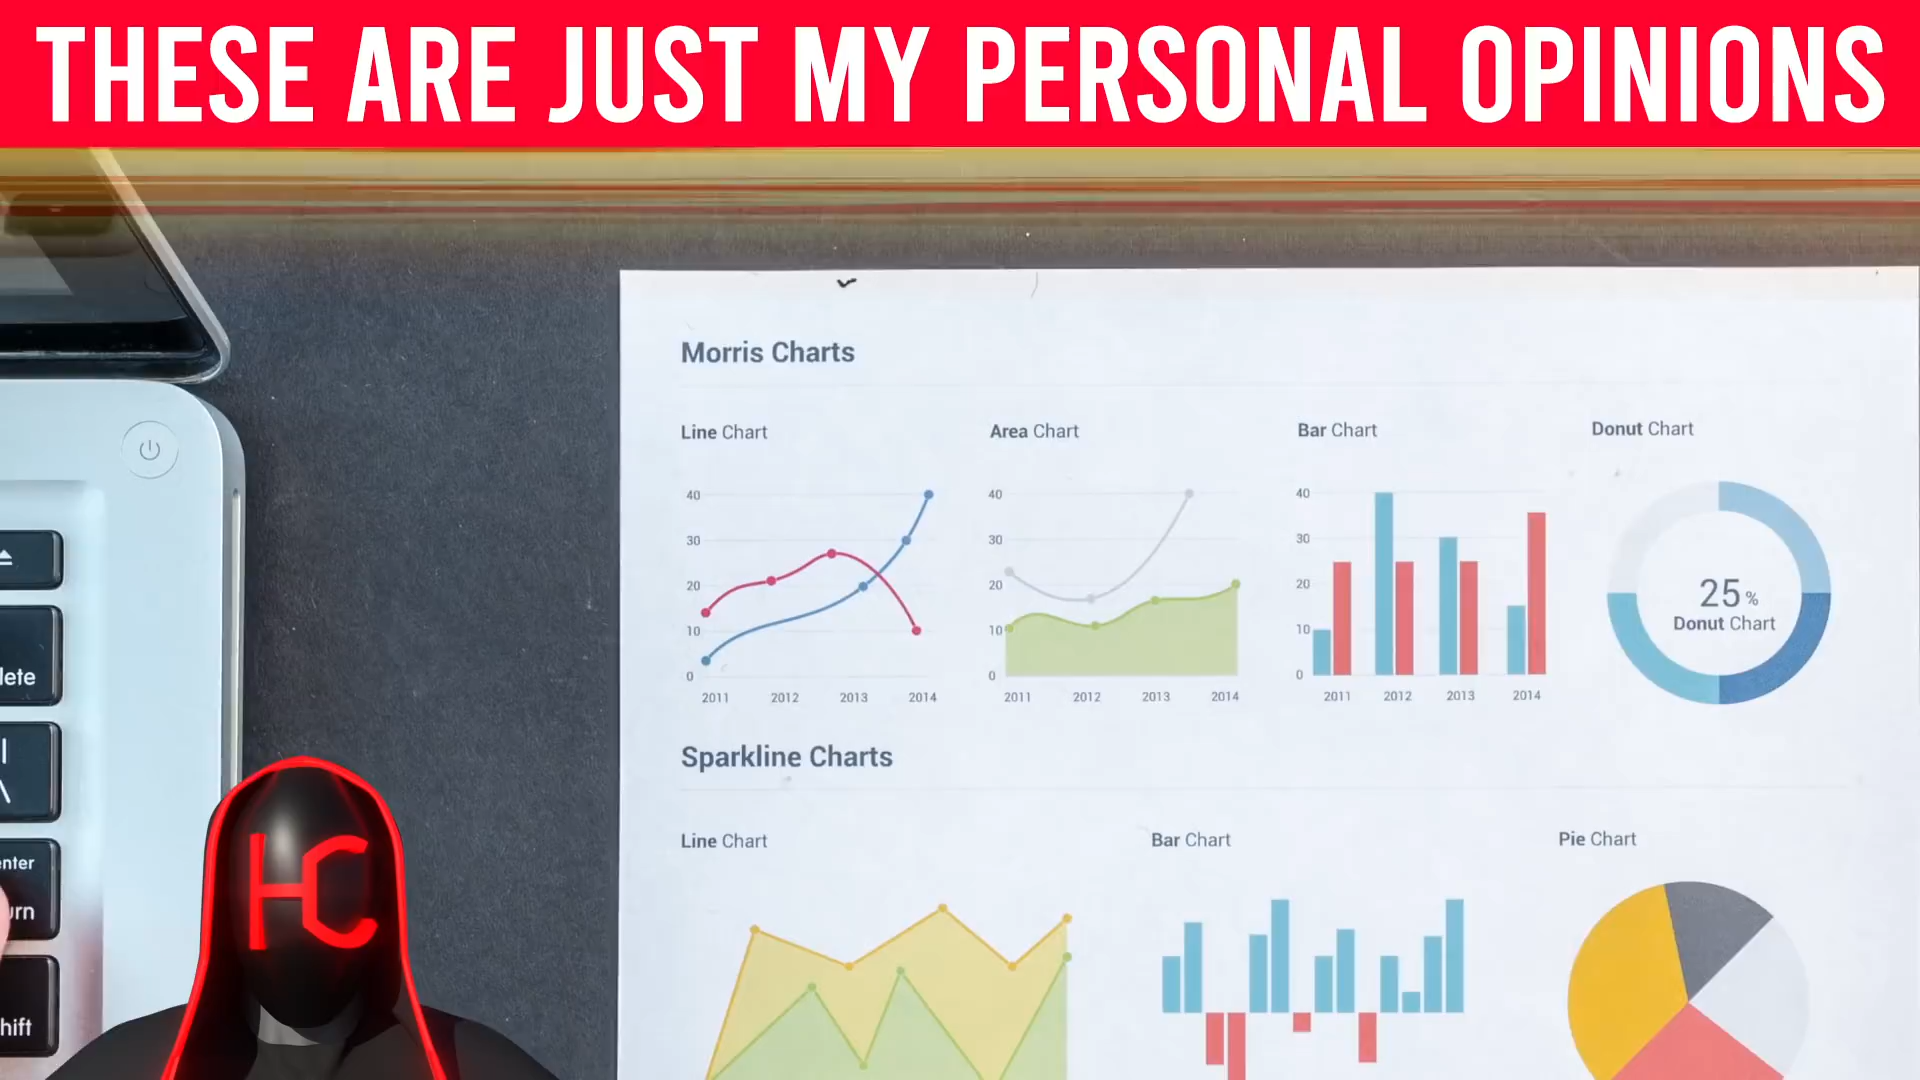 THESE ARE JUST MY PERSONAL OPINIONS
Morris Charts
Line Chart
Area Chart
Bar Chart
Donut Chart
40
30
20
10
0
2011 2012 2013 2014
40
30
20
10
0
2011 2012 2013 2014
40
30
20
10
0
2011 2012 2013 2014
25%
Donut Chart
Sparkline Charts
Line Chart
Bar Chart
Pie Chart
lete
enter
urn
hift
HC